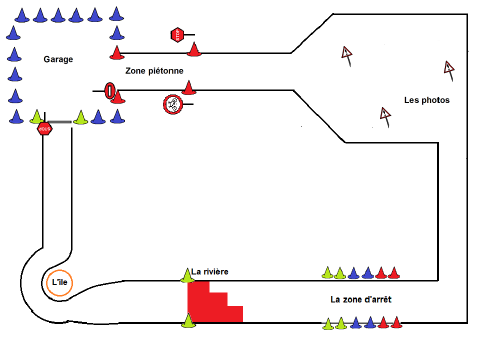 Garage
Zone piétonne
Les photos
L'île
La rivière
La zone d'arrêt